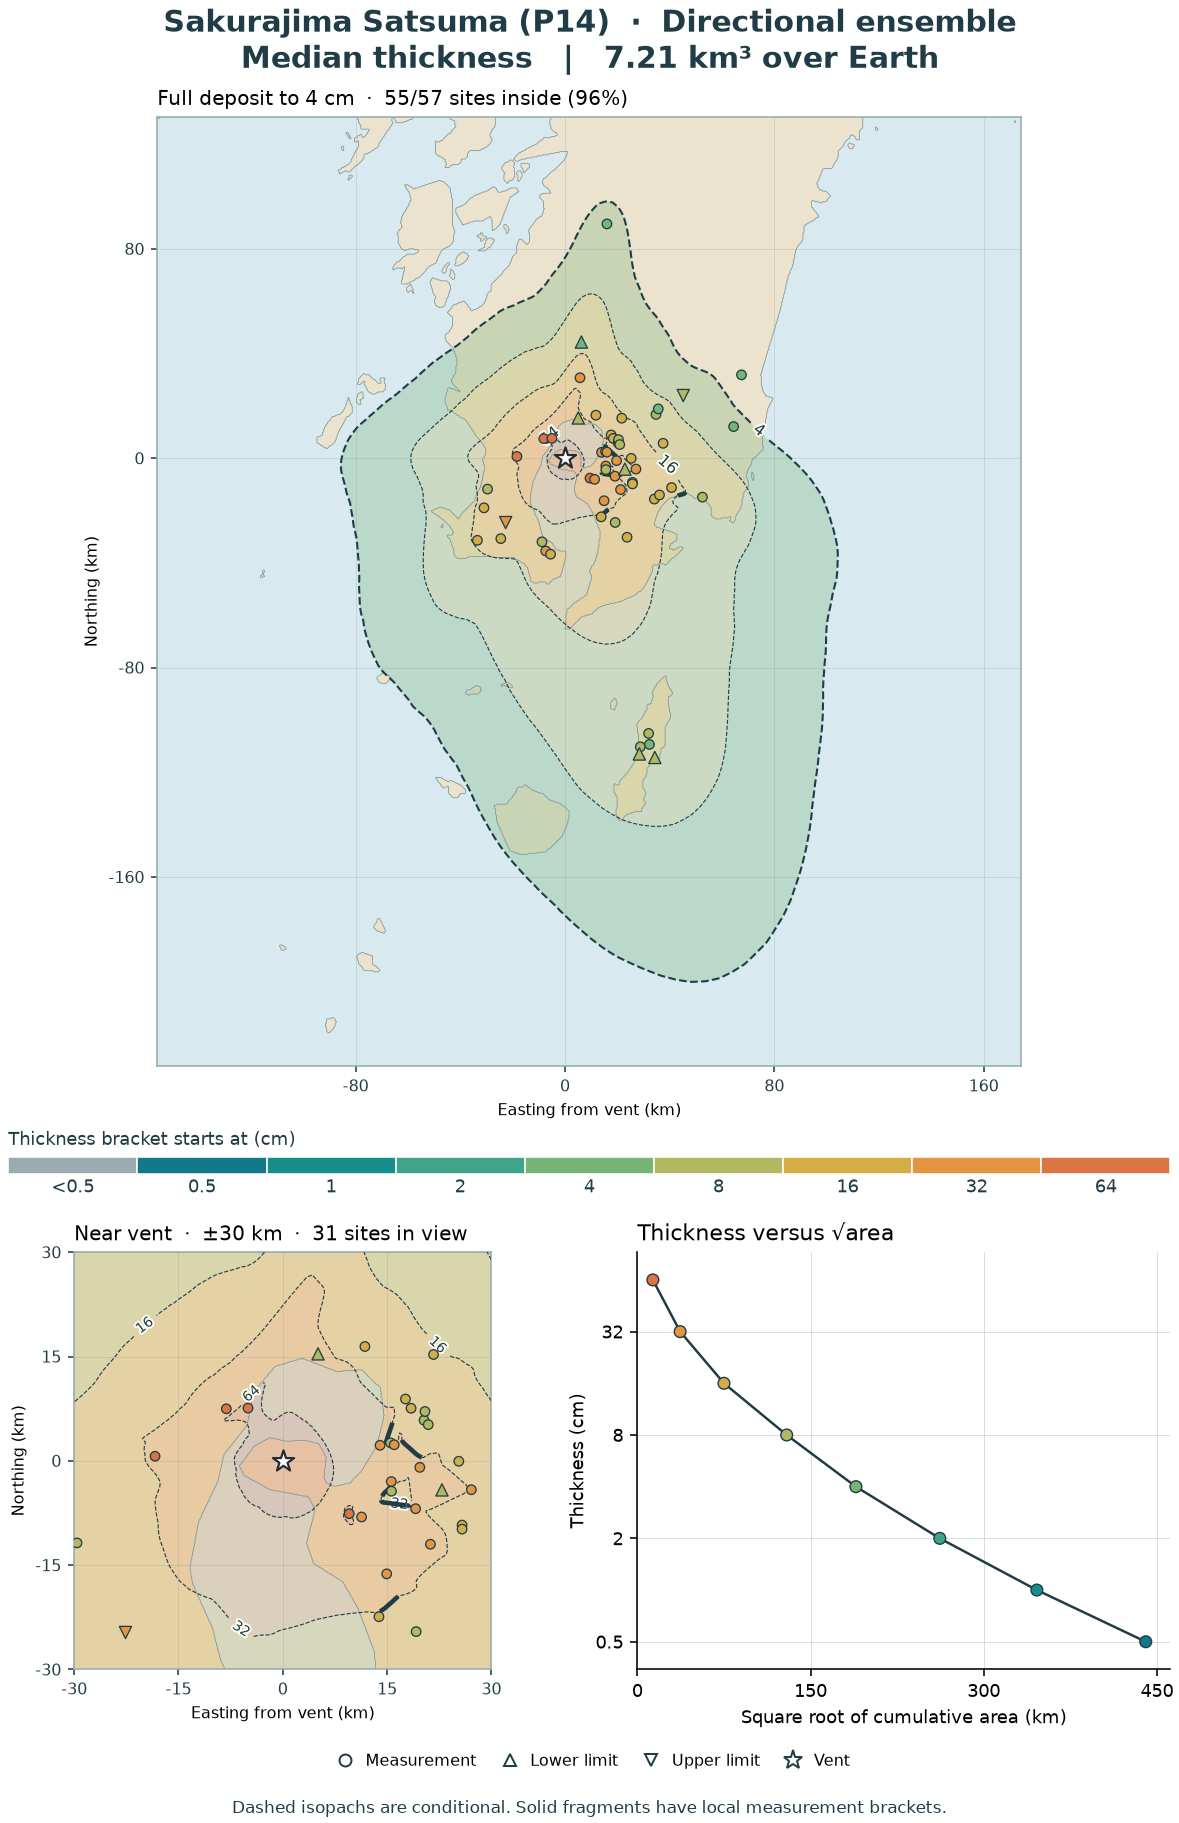 Sakurajima Satsuma (P14)  ·  Directional ensemble
Median thickness   |   7.21 km³ over Earth
Full deposit to 4 cm  ·  55/57 sites inside (96%)
80
0
-80
-160
Northing (km)
4
16
-80
0
80
160
Easting from vent (km)
Thickness bracket starts at (cm)
<0.5
0.5
1
2
4
8
16
32
64
Near vent  ·  ±30 km  ·  31 sites in view
30
15
0
-15
-30
Northing (km)
16
16
64
32
32
-30
-15
0
15
30
Easting from vent (km)
Thickness versus √area
32
8
2
0.5
Thickness (cm)
0
150
300
450
Square root of cumulative area (km)
Measurement
Lower limit
Upper limit
Vent
Dashed isopachs are conditional. Solid fragments have local measurement brackets.